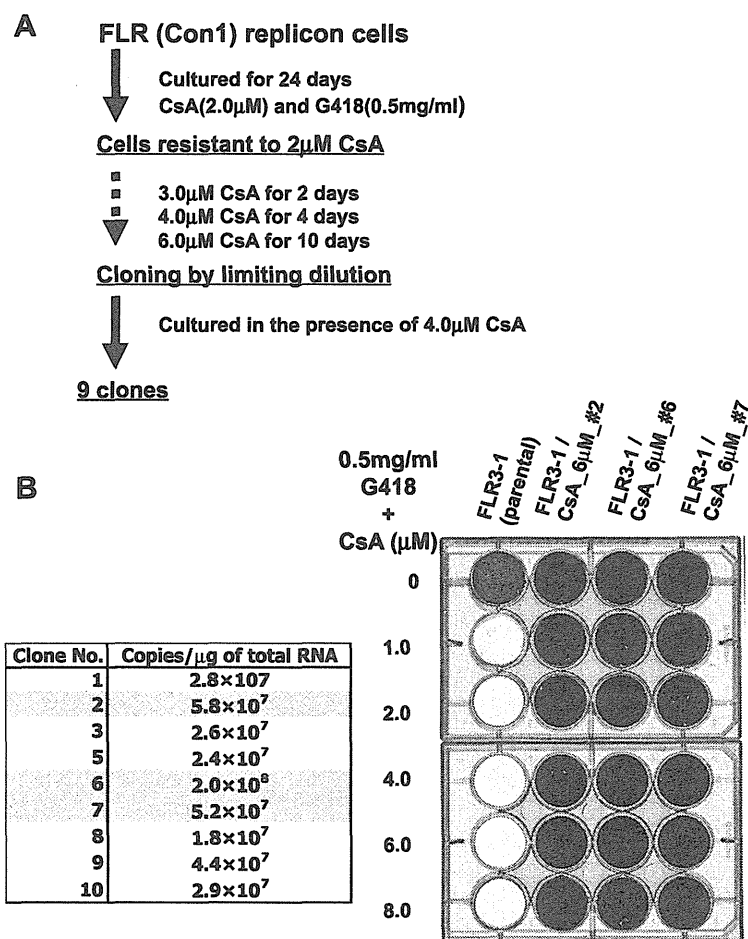 A
FLR (Con1) replicon cells
Cultured for 24 days
CsA(2.0μM) and G418(0.5mg/ml)
Cells resistant to 2μM CsA
3.0μM CsA for 2 days
4.0μM CsA for 4 days
6.0μM CsA for 10 days
Cloning by limiting dilution
Cultured in the presence of 4.0μM CsA
9 clones
B
Clone No. Copies/μg of total RNA
1 2.8×107
2 5.8×10⁷
3 2.6×10⁷
5 2.4×10⁷
6 2.0×10⁸
7 5.2×10⁷
8 1.8×10⁷
9 4.4×10⁷
10 2.9×10⁷
0.5mg/ml
G418
+
CsA (μM)
FLR3-1
(parental)
FLR3-1 /
CsA_6μM_#2
FLR3-1 /
CsA_6μM_#6
FLR3-1 /
CsA_6μM_#7
0
1.0
2.0
4.0
6.0
8.0